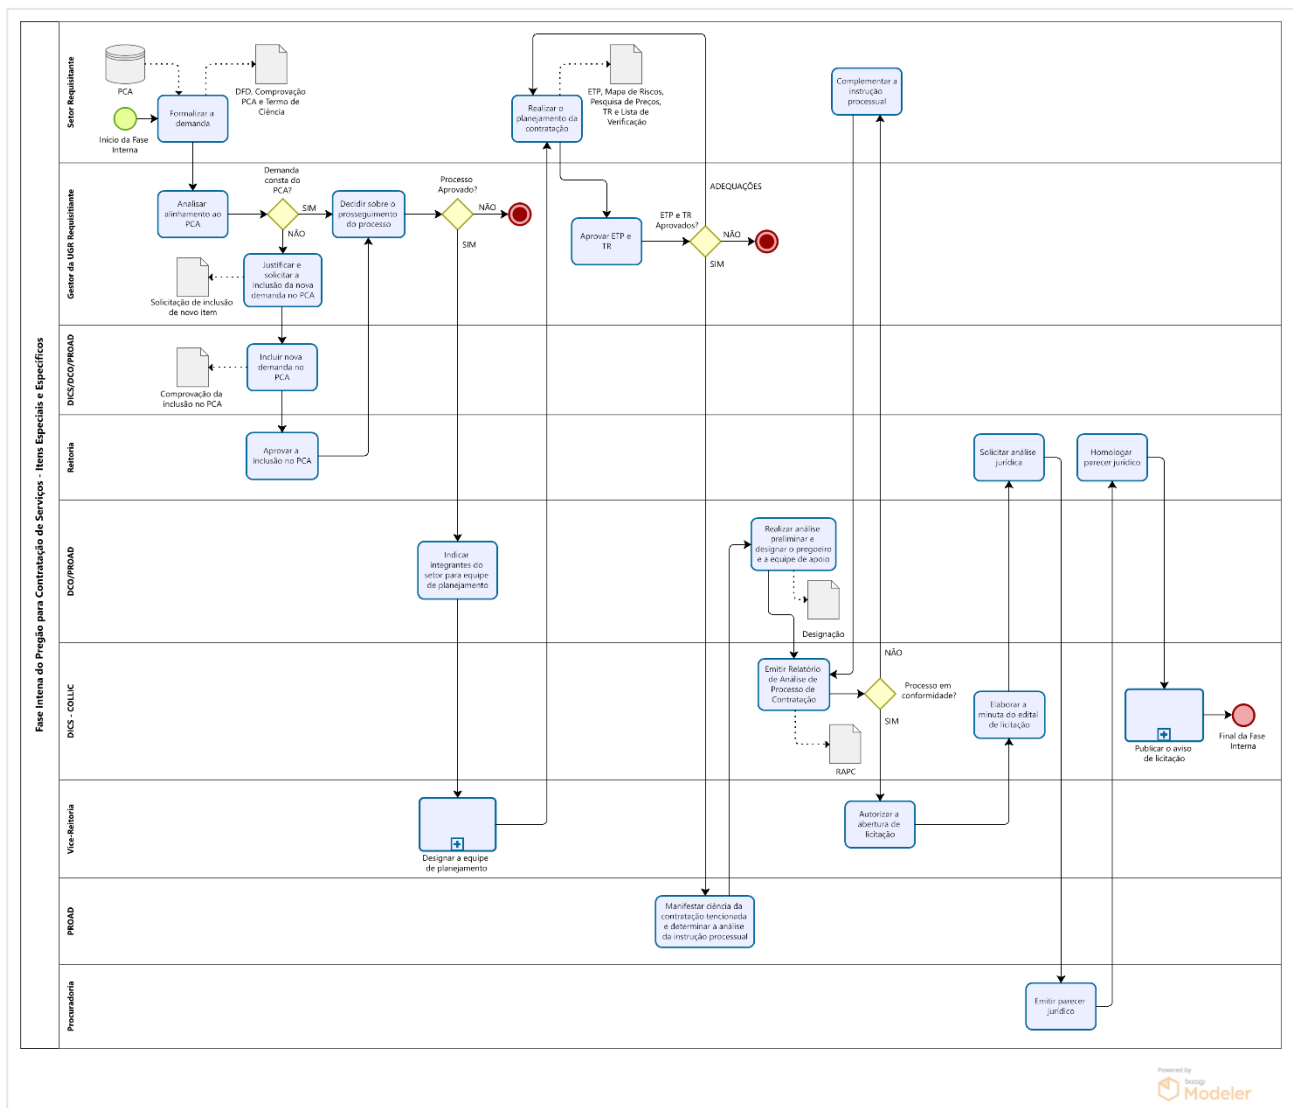 Fase Intena do Pregão para Contratação de Serviços - Itens Especiais e Específicos
Setor Requisitante
PCA
DFD, Comprovação
PCA e Termo de
Ciência
Início da Fase
Interna
Formalizar a
demanda
Realizar o
planejamento da
contratação
ETP, Mapa de Riscos,
Pesquisa de Preços,
TR e Lista de
Verificação
Complementar a
instrução
processual
Gestor da UGR Requisitiante
Analisar
alinhamento ao
PCA
Demanda
consta do
PCA?
SIM
NÃO
Decidir sobre o
prosseguimento
do processo
Processo
Aprovado?
NÃO
SIM
Justificar e
solicitar a
inclusão da nova
demanda no PCA
Solicitação de inclusão
de novo item
Aprovar ETP e
TR
ETP e TR
Aprovados?
ADEQUAÇÕES
NÃO
SIM
DICS/DCO/PROAD
Incluir nova
demanda no
PCA
Comprovação da
inclusão no PCA
Reitoria
Aprovar a
inclusão no PCA
Solicitar análise
jurídica
Homologar
parecer jurídico
DCO/PROAD
Indicar
integrantes do
setor para equipe
de planejamento
Realizar análise
preliminar e
designar o pregoeiro
e a equipe de apoio
Designação
DICS - COLLIC
Emitir Relatório
de Análise de
Processo de
Contratação
RAPC
NÃO
Processo em
conformidade?
SIM
Elaborar a
minuta do edital
de licitação
Publicar o aviso
de licitação
Final da Fase
Interna
Vice-Reitoria
Designar a equipe
de planejamento
Autorizar a
abertura de
licitação
PROAD
Manifestar ciência da
contratação tencionada
e determinar a análise
da instrução processual
Procuradoria
Emitir parecer
jurídico
Powered by
bizagi
Modeler